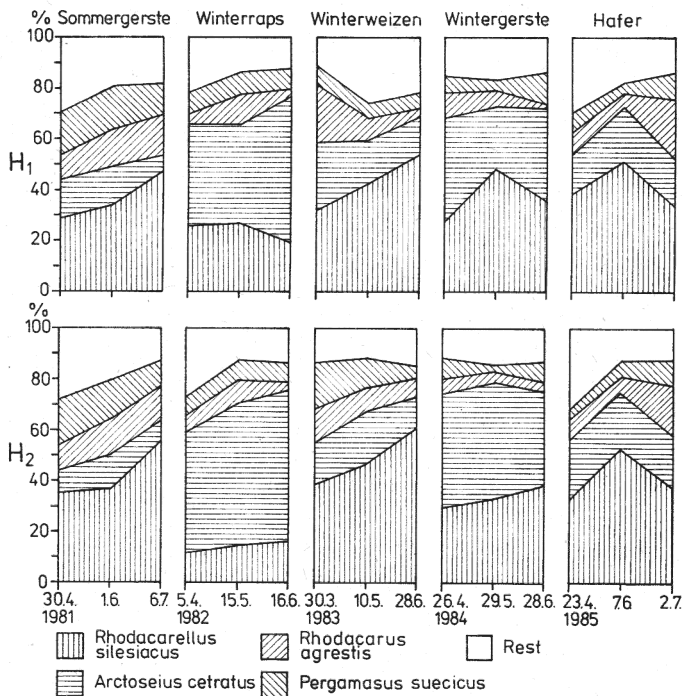 % Sommergerste Winterraps Winterweizen Wintergerste Hafer
100
80
60
H1
40
20
0
%
100
80
60
H2
40
20
0
30.4. 1.6. 6.7. 5.4. 15.5. 16.6. 30.3. 10.5. 28.6. 26.4. 29.5. 28.6. 23.4. 7.6 2.7.
1981 1982 1983 1984 1985
Rhodacarellus silesiacus
Rhodacarus agrestis
Rest
Arctoseius cetratus
Pergamasus suecicus